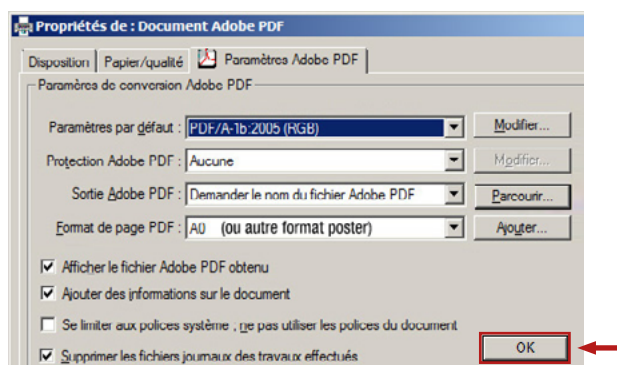 Propriétés de : Document Adobe PDF
Disposition Papier/qualité Paramètres Adobe PDF
Paramères de conversion Adobe PDF
Paramètres par défaut : PDF/A-1b:2005 (RGB) Modifier...
Protection Adobe PDF : Aucune Modifier...
Sortie Adobe PDF : Demander le nom du fichier Adobe PDF Parcourir...
Format de page PDF : A0 (ou autre format poster) Ajouter...
Afficher le fichier Adobe PDF obtenu
Ajouter des informations sur le document
Se limiter aux polices système ; ne pas utiliser les polices du document
OK
Supprimer les fichiers journaux des travaux effectués